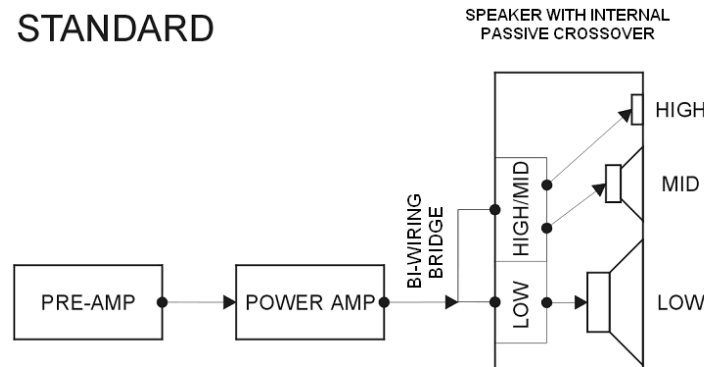 STANDARD
SPEAKER WITH INTERNAL
PASSIVE CROSSOVER
HIGH
MID
HIGH/MID
BI-WIRING
BRIDGE
PRE-AMP
POWER AMP
LOW
LOW